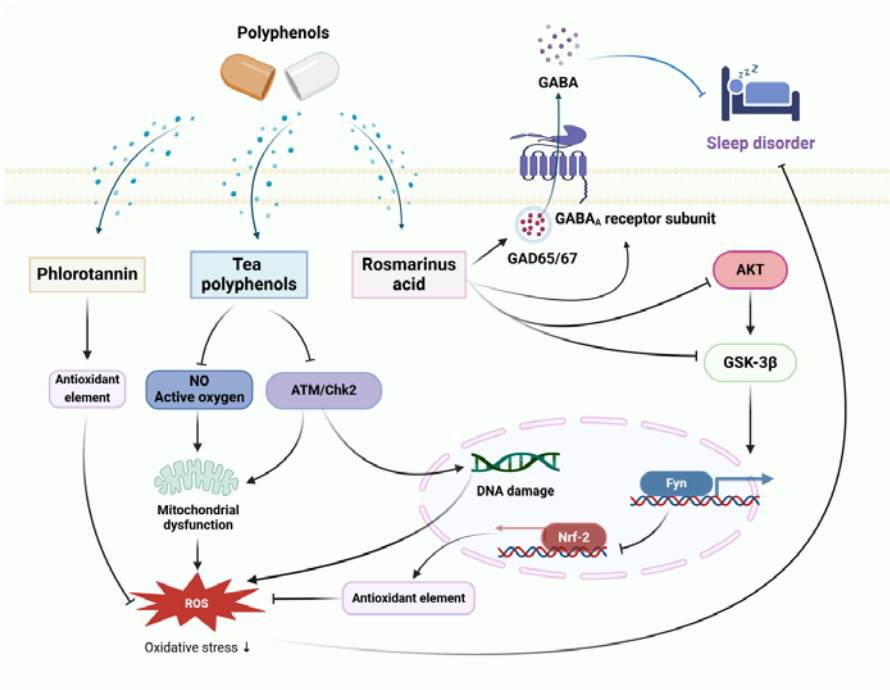 Polyphenols
GABA
zzz
Sleep disorder
GABAA receptor subunit
GAD65/67
Phlorotannin
Tea
polyphenols
Rosmarinus
acid
AKT
GSK-3β
Antioxidant
element
NO
Active oxygen
ATM/Chk2
DNA damage
Fyn
Mitochondrial
dysfunction
Nrf-2
ROS
Antioxidant element
Oxidative stress ↓